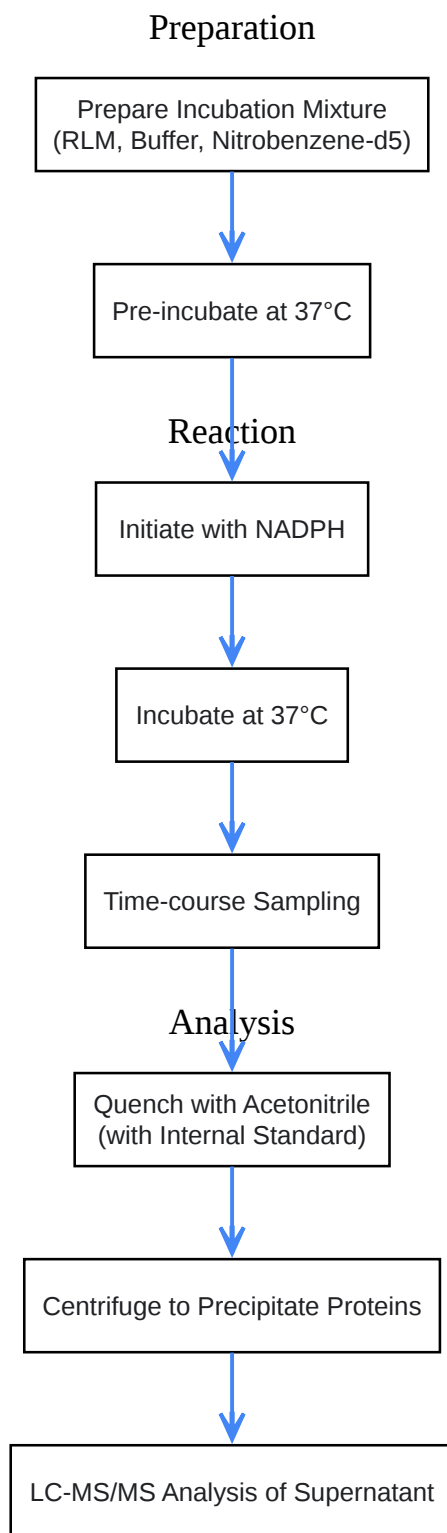 Preparation
Prepare Incubation Mixture
(RLM, Buffer, Nitrobenzene-d5)
Pre-incubate at 37°C
Reaction
Initiate with NADPH
Incubate at 37°C
Time-course Sampling
Analysis
Quench with Acetonitrile
(with Internal Standard)
Centrifuge to Precipitate Proteins
LC-MS/MS Analysis of Supernatant